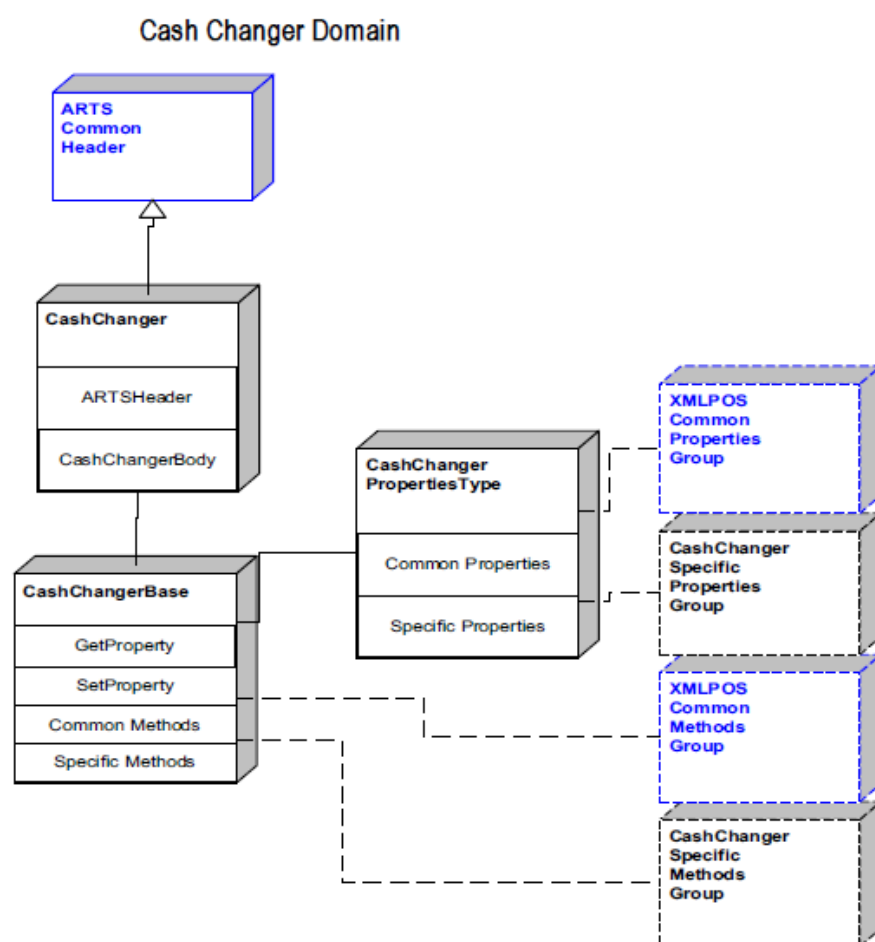 Cash Changer Domain
ARTS
Common
Header
CashChanger
ARTSHeader
CashChangerBody
CashChangerBase
GetProperty
SetProperty
Common Methods
Specific Methods
CashChanger
PropertiesType
Common Properties
Specific Properties
XMLPOS
Common
Properties
Group
CashChanger
Specific
Properties
Group
XMLPOS
Common
Methods
Group
CashChanger
Specific
Methods
Group